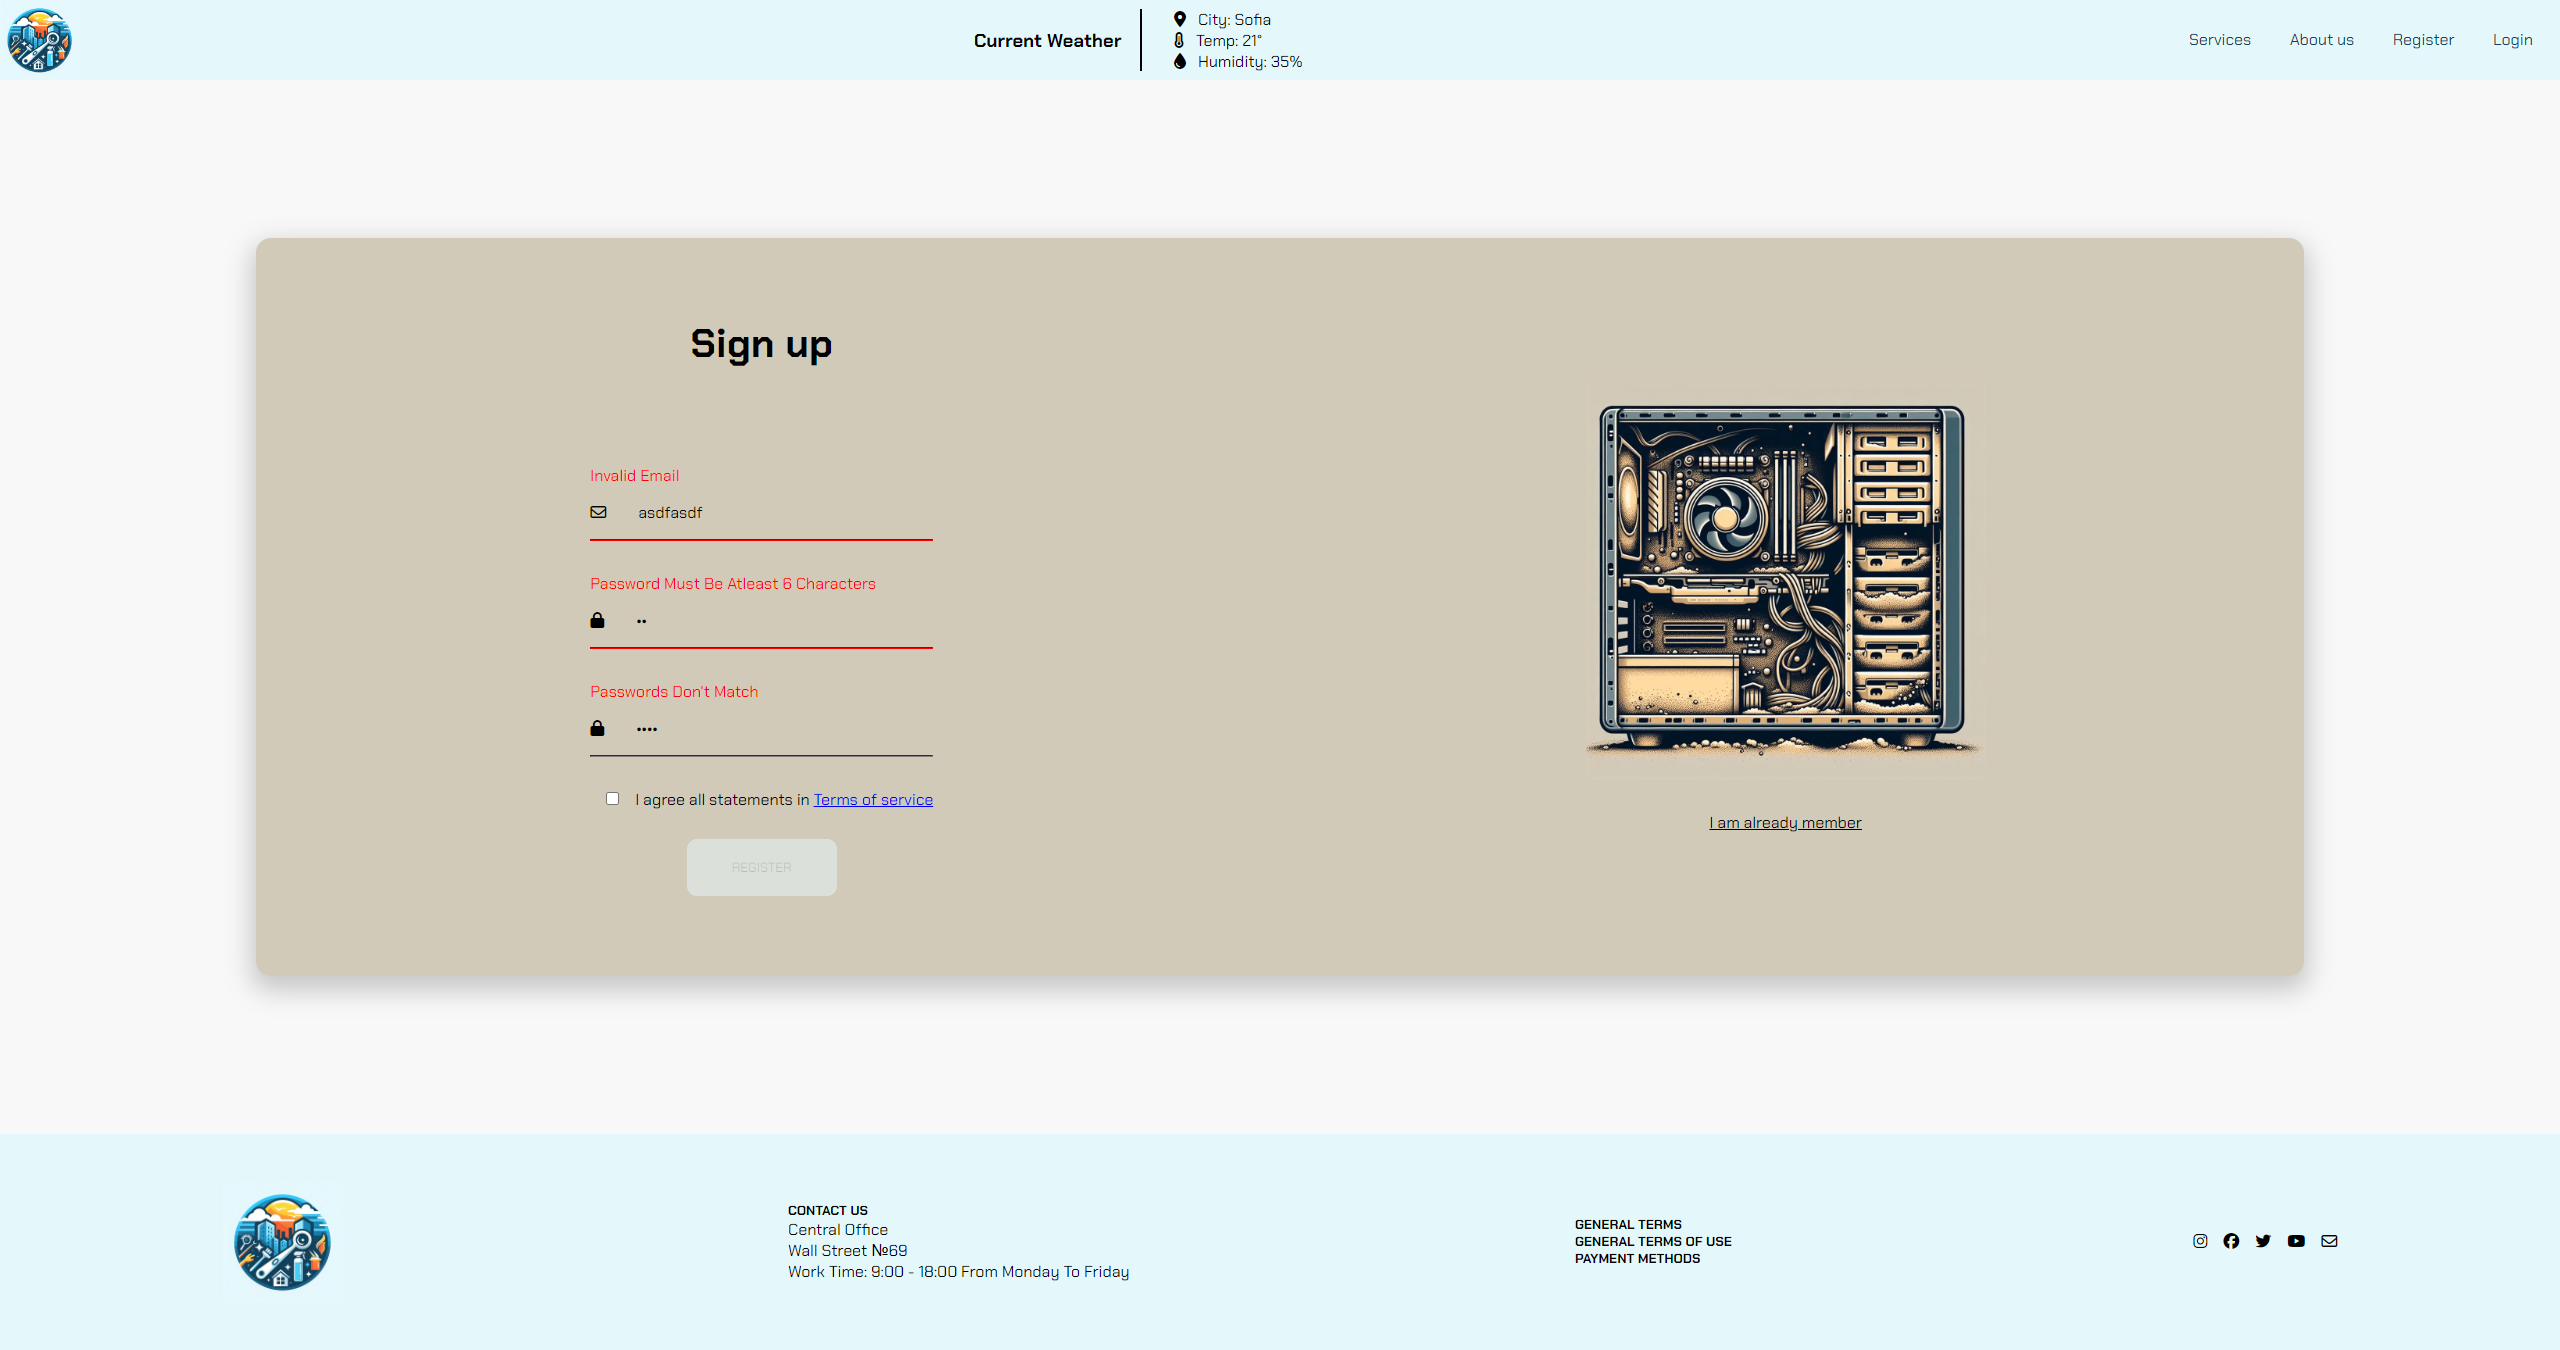 Current Weather
City: Sofia
Temp: 21°
Humidity: 35%
Services
About us
Register
Login
Sign up
Invalid Email
asdfasdf
Password Must Be Atleast 6 Characters
••
Passwords Don't Match
••••
I agree all statements in Terms of service
REGISTER
I am already member
CONTACT US
Central Office
Wall Street №69
Work Time: 9:00 - 18:00 From Monday To Friday
GENERAL TERMS
GENERAL TERMS OF USE
PAYMENT METHODS